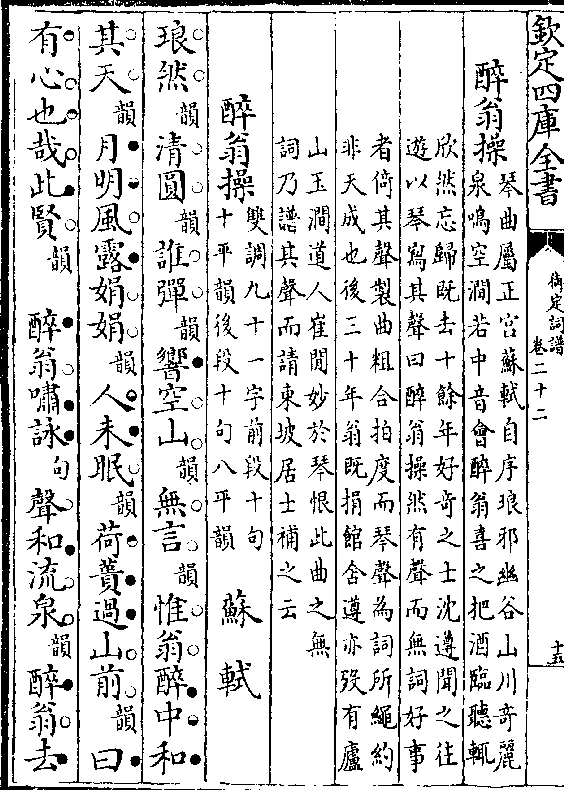 欽定四庫全書
御定詞譜
卷二十二
十五
醉翁操
琴曲屬正宮蘇軾自序琅邪幽谷山川奇麗
泉鳴空澗若中音會醉翁喜之把酒臨聽輒
欣然忘歸既去十餘年好奇之士沈遵聞之往
遊以琴寫其聲曰醉翁操然有聲而無詞好事
者倚其聲製曲粗合拍度而琴聲為詞所繩約
非天成也後三十年翁既捐館舍遵亦歿有廬
山玉澗道人崔閒妙於琴恨此曲之無
詞乃譜其聲而請東坡居士補之云
醉翁操
雙調九十一字前段十句
十平韻後段十句八平韻
蘇軾
琅然韻清圓韻誰彈韻響空山韻無言韻惟翁醉中和
其天韻月明風露娟娟韻人未眠韻荷蕢過山前韻曰
有心也哉此賢韻 醉翁嘯詠句聲和流泉韻醉翁去